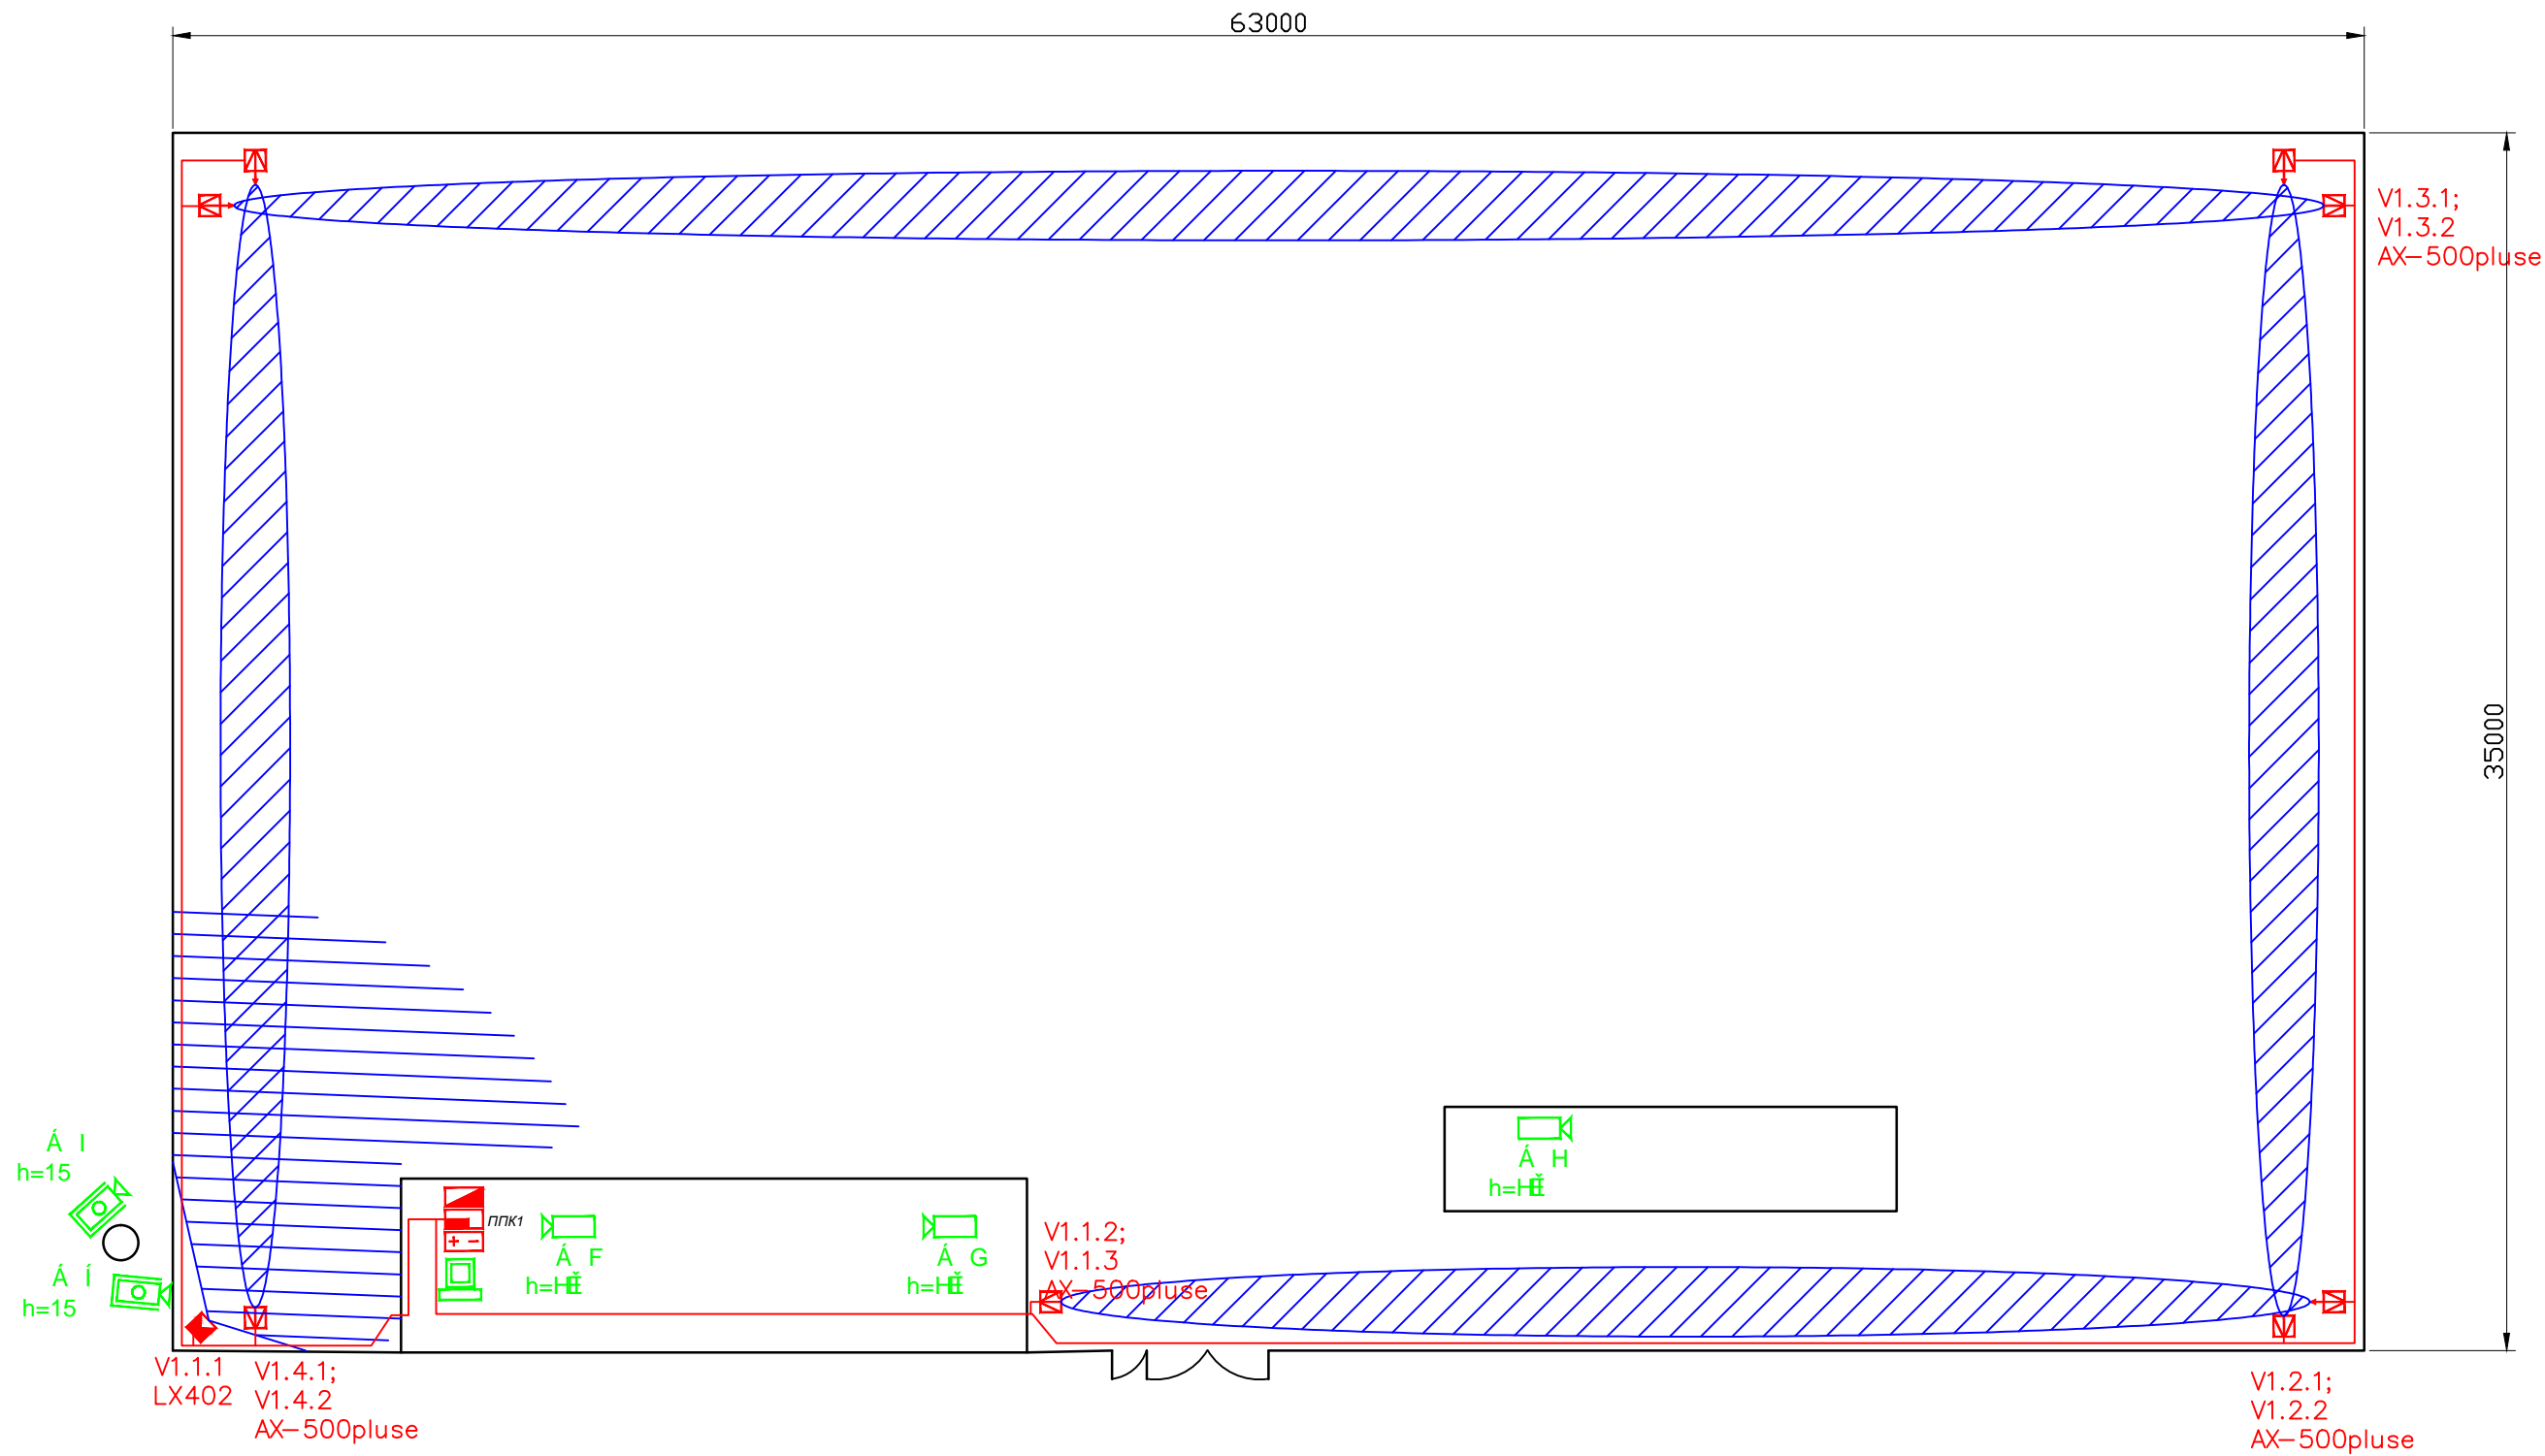 63000
V1.3.1;
V1.3.2
AX-500pluse
35000
Á I
h=15
Á Í
h=15
ППК1
Á F
Á G
V1.1.2;
V1.1.3
AX-500pluse
Á H
V1.1.1
LX402
V1.4.1;
V1.4.2
AX-500pluse
V1.2.1;
V1.2.2
AX-500pluse